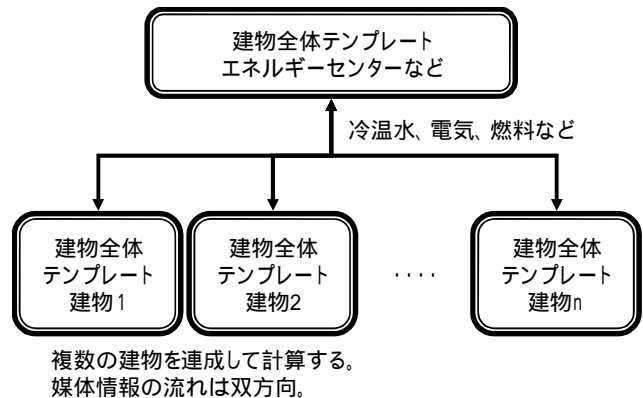 建物全体テンプレート
エネルギーセンターなど
冷温水、電気、燃料など
建物全体
テンプレート
建物1
建物全体
テンプレート
建物2
....
建物全体
テンプレート
建物n
複数の建物を連成して計算する。
媒体情報の流れは双方向。